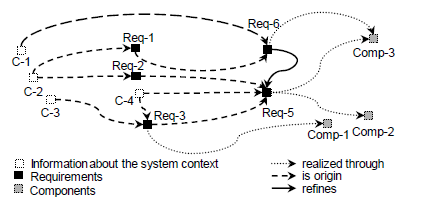 Req-6
Req-1
Comp-3
C-1
Req-2
C-2
C-4
C-3
Req-3
Req-5
Comp-1
Comp-2
Information about the system context
Requirements
Components
realized through
is origin
refines